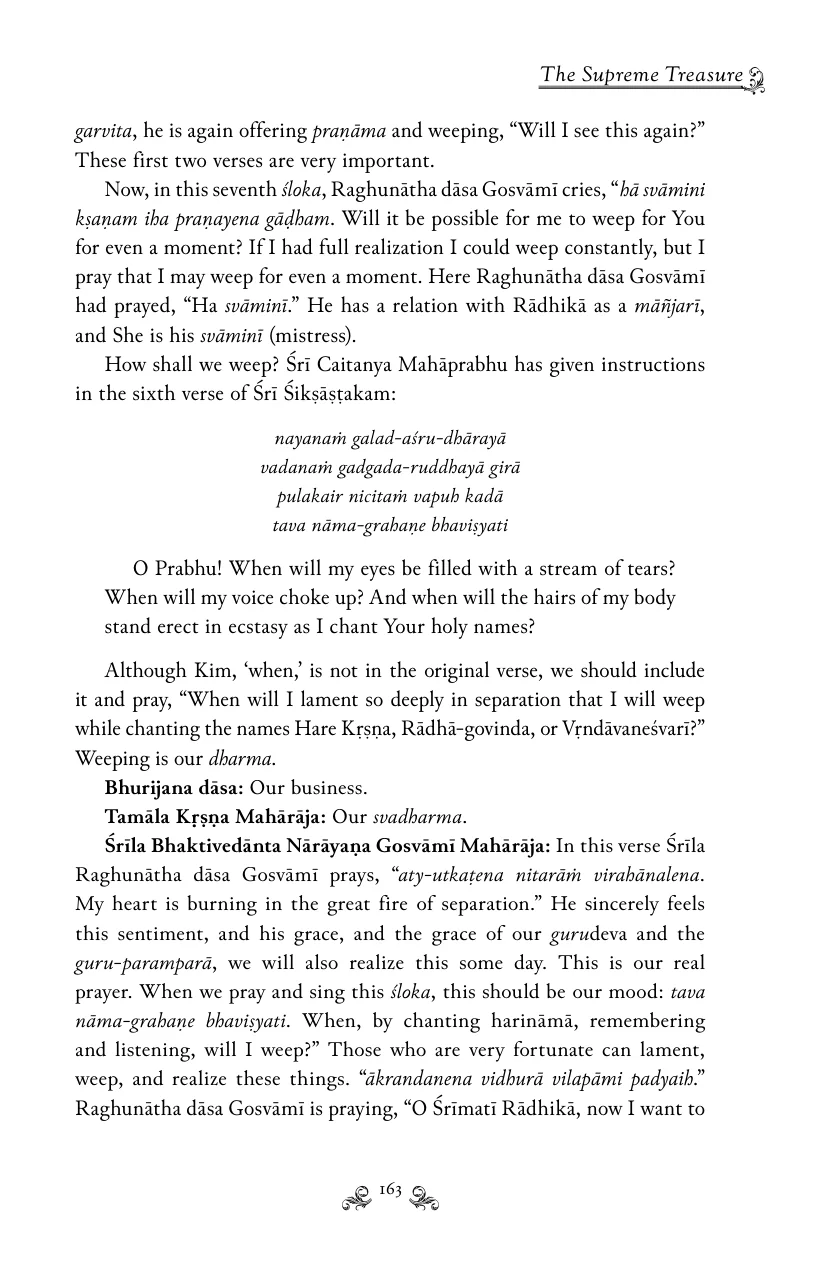 The Supreme Treasure
garvita, he is again offering praṇāma and weeping, “Will I see this again?”
These first two verses are very important.
Now, in this seventh śloka, Raghunātha dāsa Gosvāmī cries, “hā svāmini
kṣaṇam iha praṇayena gāḍham. Will it be possible for me to weep for You
for even a moment? If I had full realization I could weep constantly, but I
pray that I may weep for even a moment. Here Raghunātha dāsa Gosvāmī
had prayed, “Ha svāminī.” He has a relation with Rādhikā as a māñjarī,
and She is his svāminī (mistress).
How shall we weep? Śrī Caitanya Mahāprabhu has given instructions
in the sixth verse of Śrī Śikṣāṣṭakam:
nayanaṁ galad-aśru-dhārayā
vadanaṁ gadgada-ruddhayā girā
pulakair nicitaṁ vapuh kadā
tava nāma-grahaṇe bhaviṣyati
O Prabhu! When will my eyes be filled with a stream of tears?
When will my voice choke up? And when will the hairs of my body
stand erect in ecstasy as I chant Your holy names?
Although Kim, ‘when,’ is not in the original verse, we should include
it and pray, “When will I lament so deeply in separation that I will weep
while chanting the names Hare Kṛṣṇa, Rādhā-govinda, or Vṛndāvaneśvarī?”
Weeping is our dharma.
Bhurijana dāsa: Our business.
Tamāla Kṛṣṇa Mahārāja: Our svadharma.
Śrīla Bhaktivedānta Nārāyaṇa Gosvāmī Mahārāja: In this verse Śrīla
Raghunātha dāsa Gosvāmī prays, “aty-utkaṭena nitarāṁ virahānalena.
My heart is burning in the great fire of separation.” He sincerely feels
this sentiment, and his grace, and the grace of our gurudeva and the
guru-paramparā, we will also realize this some day. This is our real
prayer. When we pray and sing this śloka, this should be our mood: tava
nāma-grahaṇe bhaviṣyati. When, by chanting harināmā, remembering
and listening, will I weep?” Those who are very fortunate can lament,
weep, and realize these things. “ākrandanena vidhurā vilapāmi padyaih.”
Raghunātha dāsa Gosvāmī is praying, “O Śrīmatī Rādhikā, now I want to
163